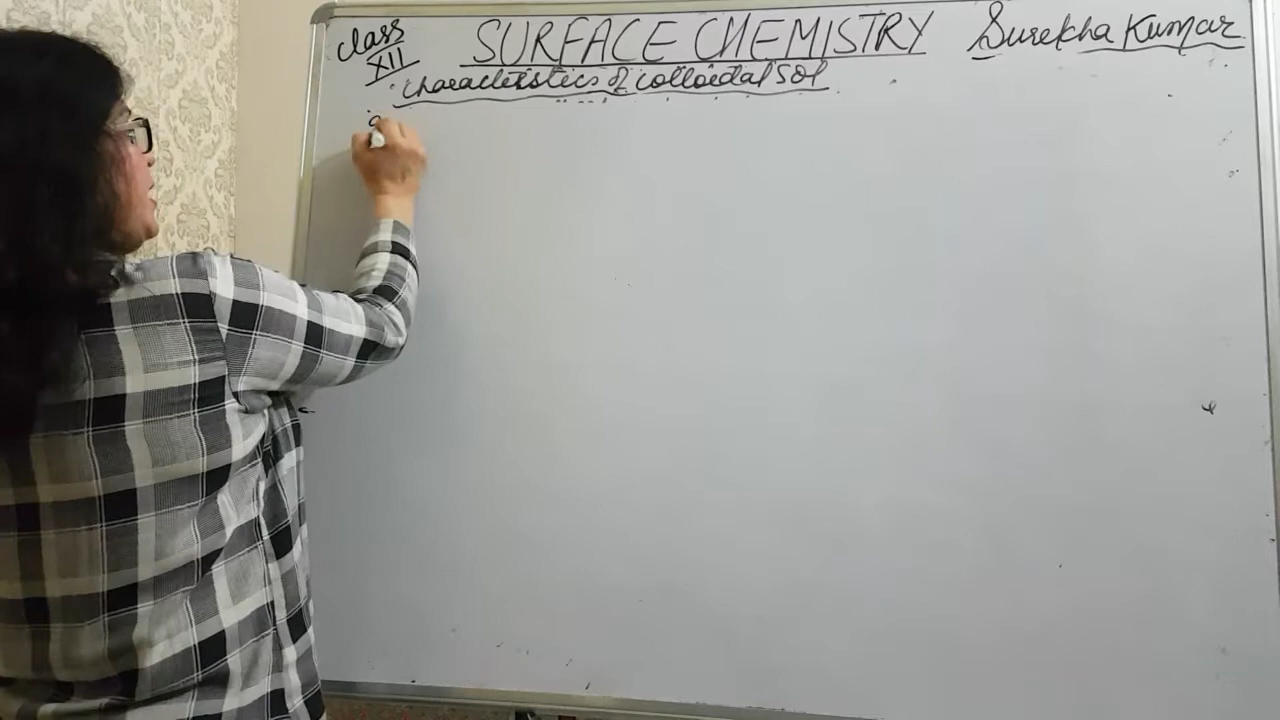 class SURFACE CHEMISTRY Surekha Kumar
XII
characteristics of colloidal sol